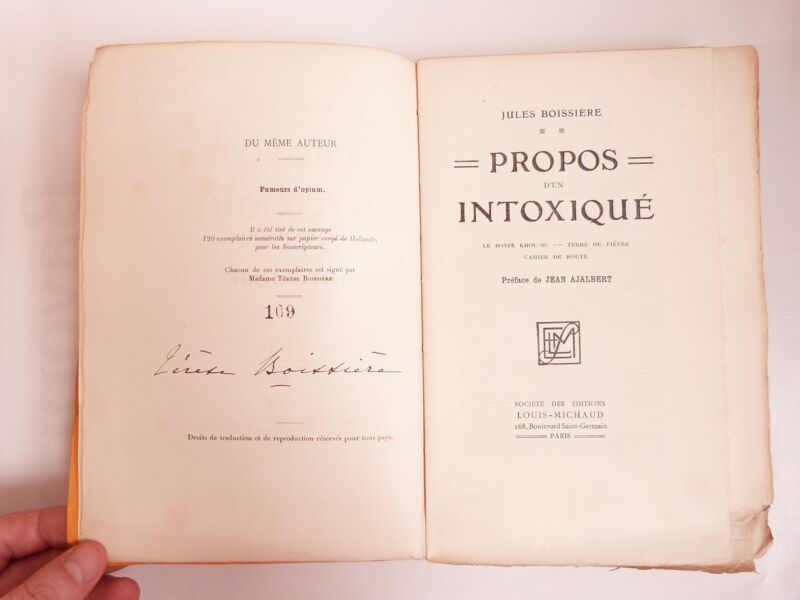 DU MÊME AUTEUR
Fumeurs d'opium.
Il a été tiré de cet ouvrage
120 exemplaires numérotés sur papier vergé de Hollande,
pour les Souscripteurs.
Chacun de ces exemplaires est signé par
Madame Térèse Boissière
109
Térèse Boissière
Droits de traduction et de reproduction réservés pour tous pays.
JULES BOISSIÈRE
PROPOS
D'UN
INTOXIQUÉ
LE BONZE KHOU-SU — TERRE DE FIÈVRE
CAHIER DE ROUTE
Préface de JEAN AJALBERT
SOCIÉTÉ DES EDITIONS
LOUIS-MICHAUD
168, Boulevard Saint-Germain
PARIS